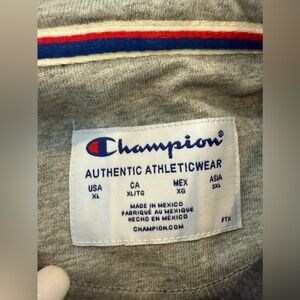 Champion®
AUTHENTIC ATHLETICWEAR
USA CA MEX ASIA
XL XL/TG XG 2XL
MADE IN MEXICO
FABRIQUÉ AU MEXIQUE
HECHO EN MÉXICO
FTX
CHAMPION.COM